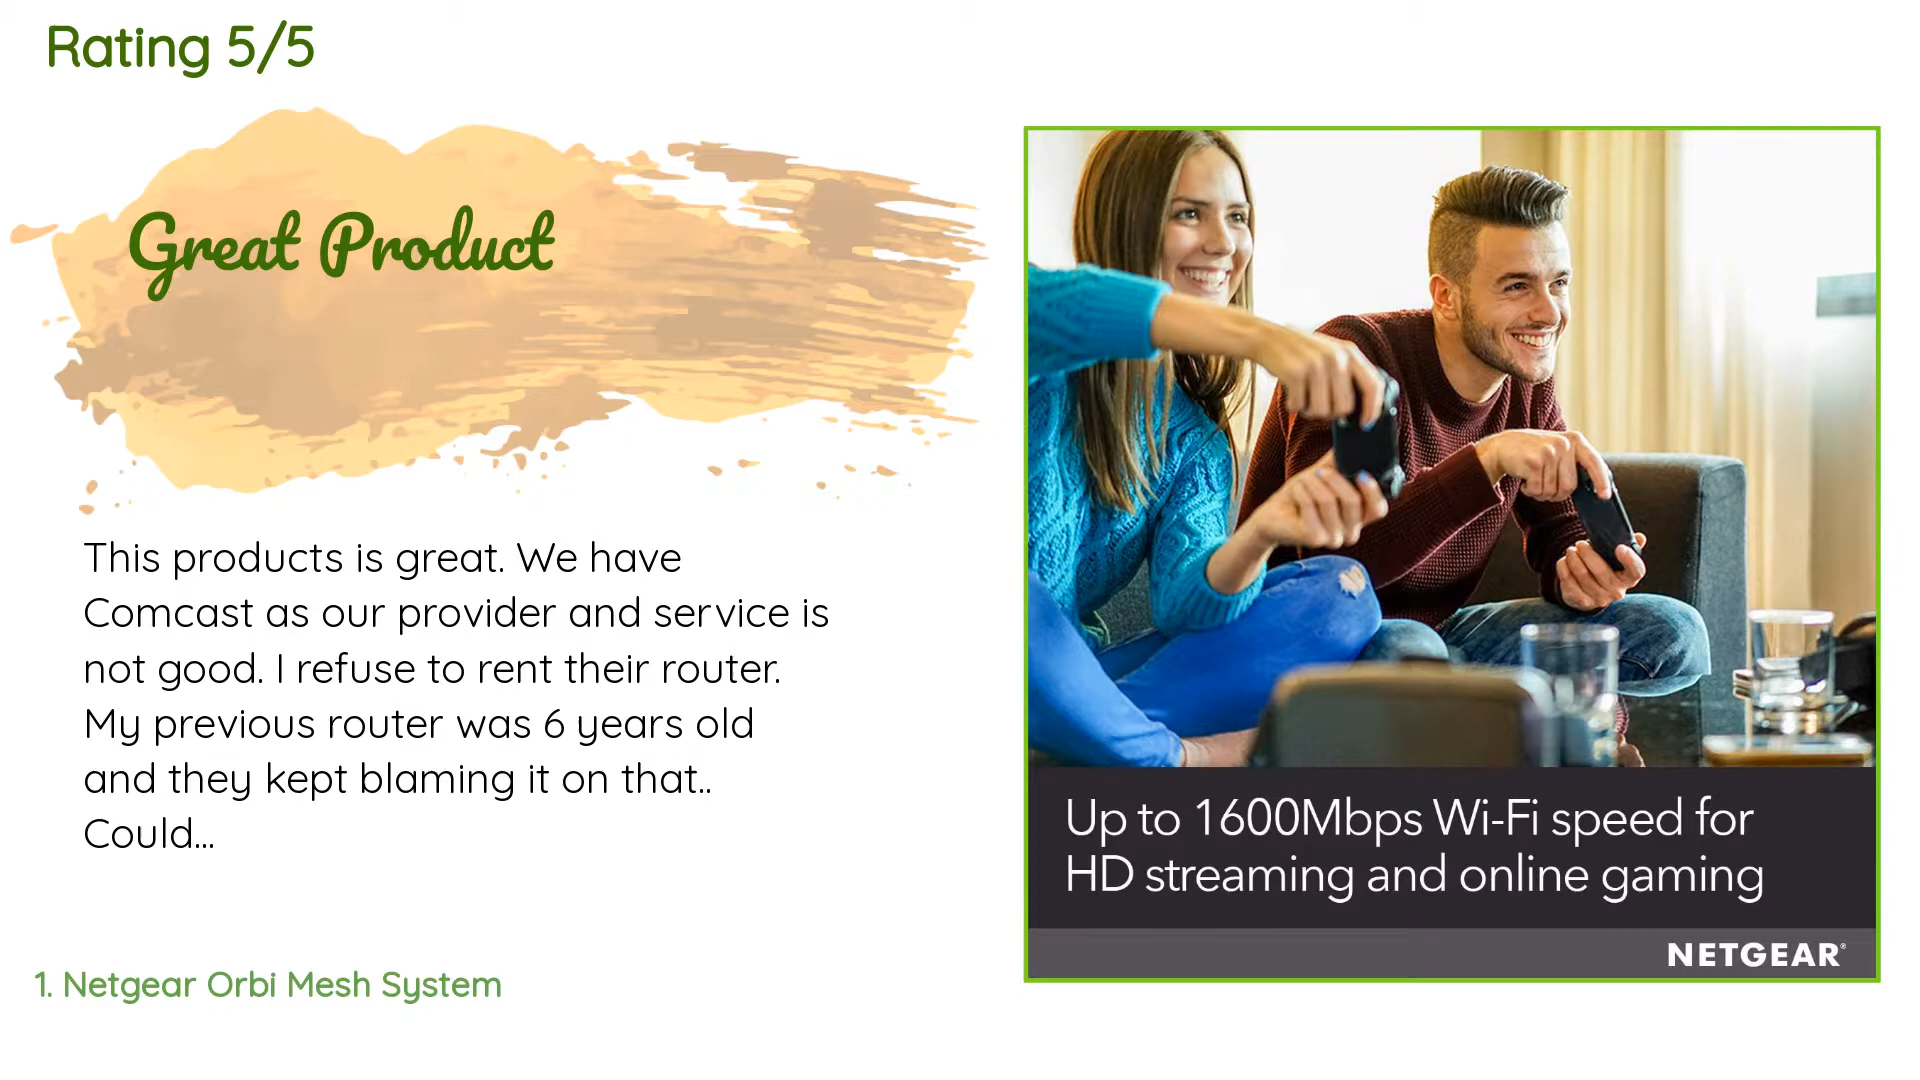 Rating 5/5
Great Product
This products is great. We have
Comcast as our provider and service is
not good. I refuse to rent their router.
My previous router was 6 years old
and they kept blaming it on that..
Could...
Up to 1600Mbps Wi-Fi speed for
HD streaming and online gaming
NETGEAR®
1. Netgear Orbi Mesh System